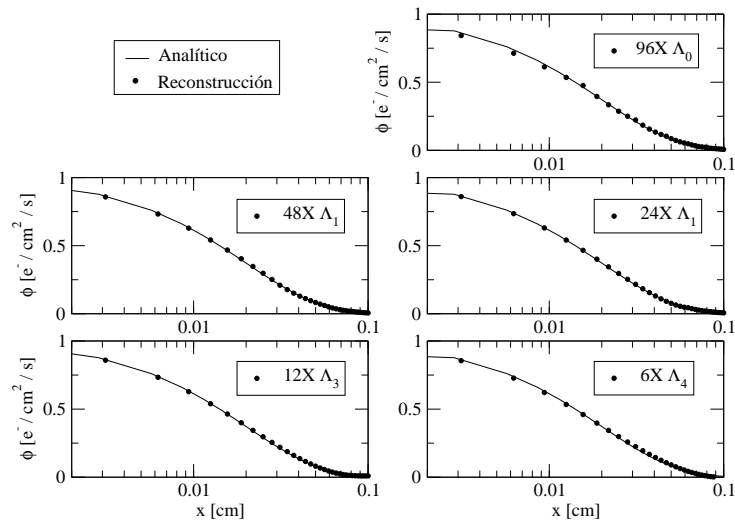 Analítico
Reconstrucción
96X Λ₀
ϕ [e⁻/ cm² / s]
1
0.5
0
0.01
0.1
48X Λ₁
ϕ [e⁻/ cm² / s]
1
0.5
0
0.01
0.1
24X Λ₁
ϕ [e⁻/ cm² / s]
1
0.5
0
0.01
0.1
12X Λ₃
ϕ [e⁻/ cm² / s]
1
0.5
0
0.01
0.1
x [cm]
6X Λ₄
ϕ [e⁻/ cm² / s]
1
0.5
0
0.01
0.1
x [cm]